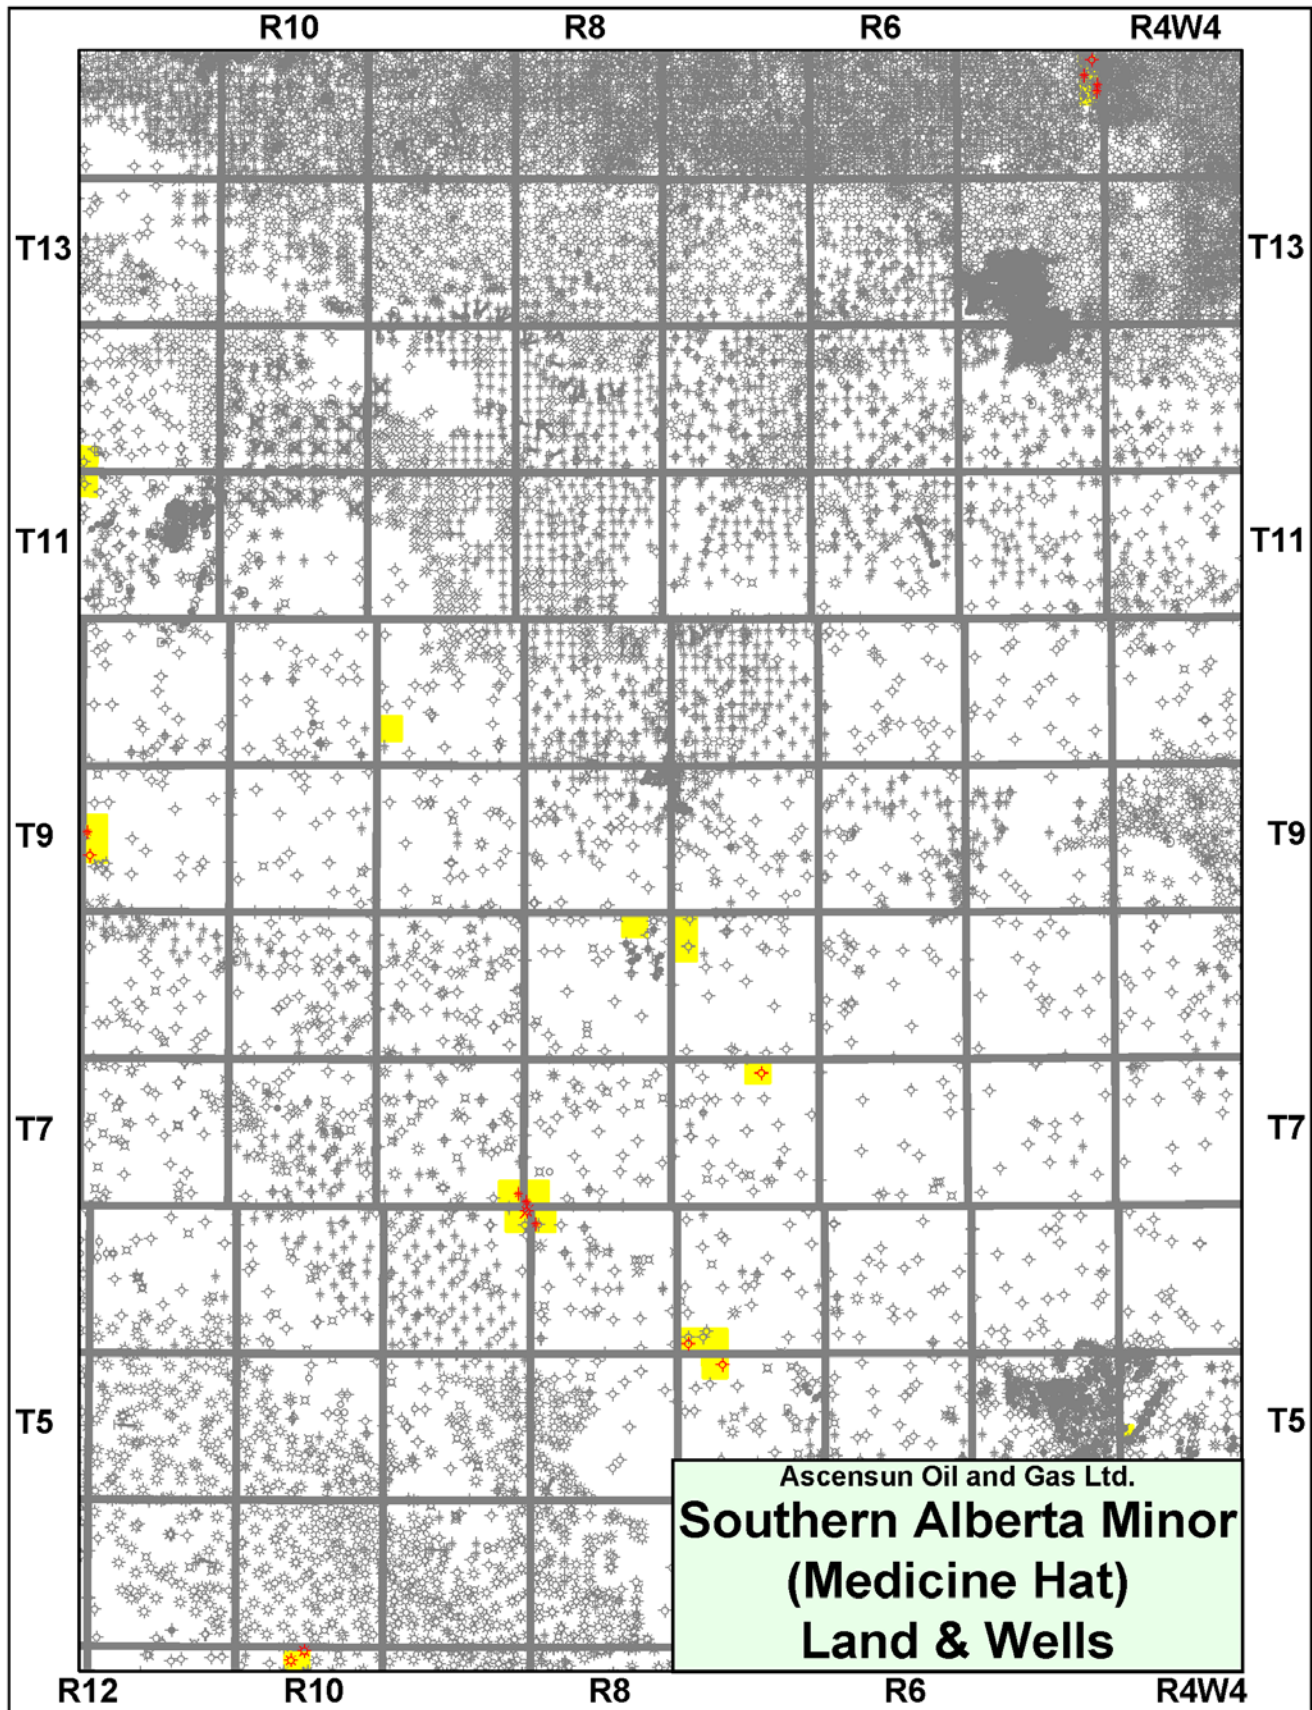 R10 R8 R6 R4W4
T13 T13
T11 T11
T9 T9
T7 T7
T5 T5
Ascensun Oil and Gas Ltd.
Southern Alberta Minor
(Medicine Hat)
Land & Wells
R12 R10 R8 R6 R4W4